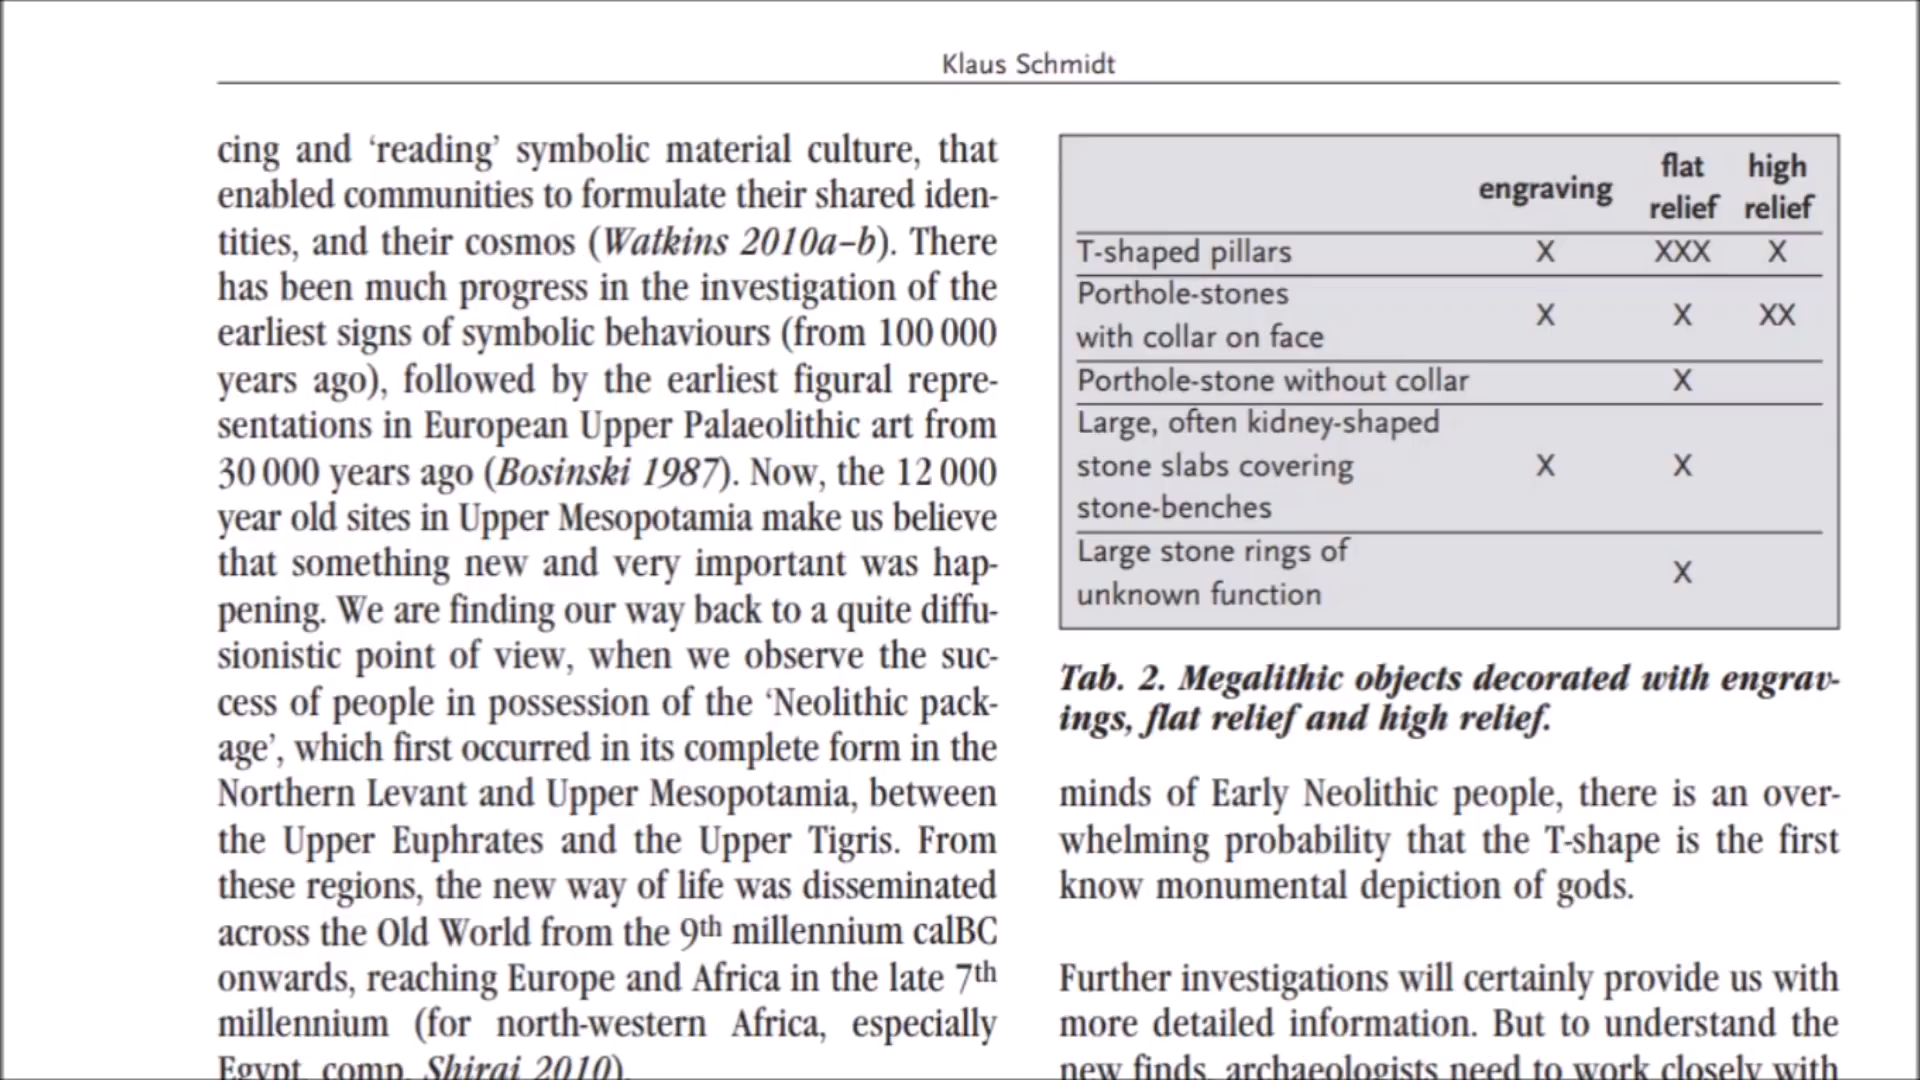 Klaus Schmidt
cing and ‘reading’ symbolic material culture, that
enabled communities to formulate their shared iden-
tities, and their cosmos (Watkins 2010a–b). There
has been much progress in the investigation of the
earliest signs of symbolic behaviours (from 100 000
years ago), followed by the earliest figural repre-
sentations in European Upper Palaeolithic art from
30 000 years ago (Bosinski 1987). Now, the 12 000
year old sites in Upper Mesopotamia make us believe
that something new and very important was hap-
pening. We are finding our way back to a quite diffu-
sionistic point of view, when we observe the suc-
cess of people in possession of the ‘Neolithic pack-
age’, which first occurred in its complete form in the
Northern Levant and Upper Mesopotamia, between
the Upper Euphrates and the Upper Tigris. From
these regions, the new way of life was disseminated
across the Old World from the 9th millennium calBC
onwards, reaching Europe and Africa in the late 7th
millennium (for north-western Africa, especially
Egypt, comp. Shirai 2010).
engraving flat relief high relief
T-shaped pillars X XXX X
Porthole-stones
with collar on face X X XX
Porthole-stone without collar X
Large, often kidney-shaped
stone slabs covering X X
stone-benches
Large stone rings of
unknown function X
Tab. 2. Megalithic objects decorated with engrav-
ings, flat relief and high relief.
minds of Early Neolithic people, there is an over-
whelming probability that the T-shape is the first
know monumental depiction of gods.
Further investigations will certainly provide us with
more detailed information. But to understand the
new finds, archaeologists need to work closely with